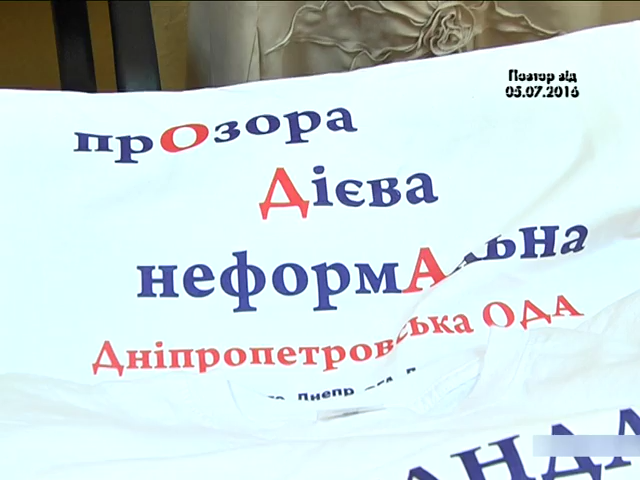 Повтор від
05.07.2016
прОзора
Дієва
неформАльна
Дніпропетровська ОДА